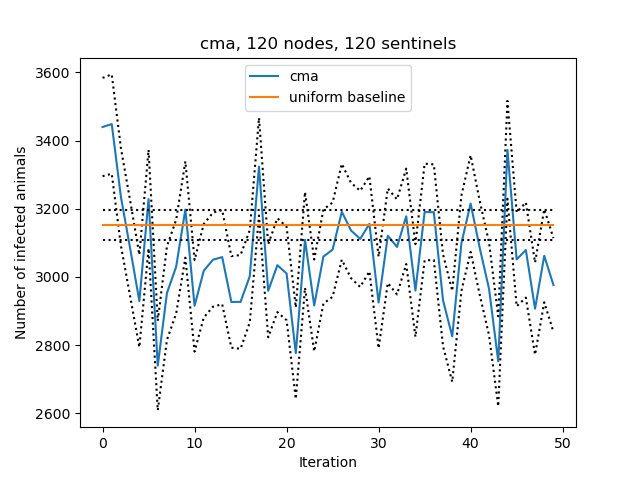 cma, 120 nodes, 120 sentinels
cma
uniform baseline
Number of infected animals
3600
3400
3200
3000
2800
2600
0 10 20 30 40 50
Iteration